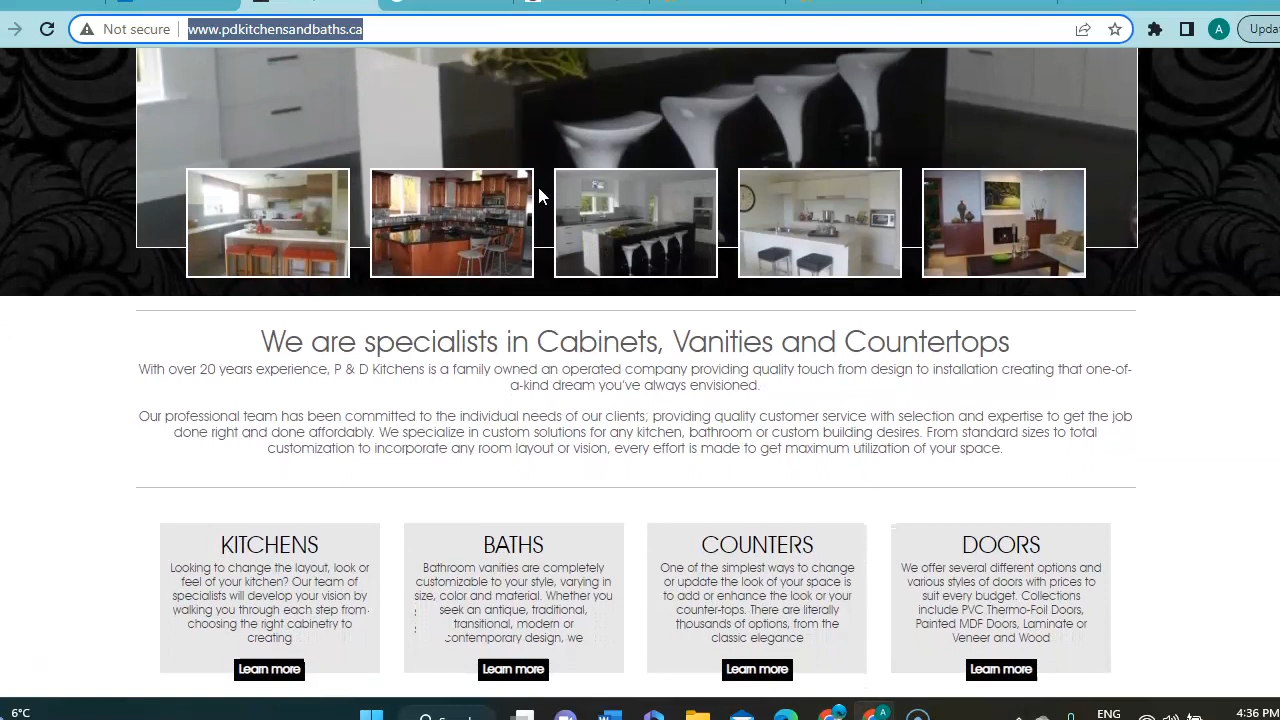 Not secure
www.pdkitchensandbaths.ca
A
We are specialists in Cabinets, Vanities and Countertops
With over 20 years experience, P & D Kitchens is a family owned an operated company providing quality touch from design to installation creating that one-of-
a-kind dream you've always envisioned.
Our professional team has been committed to the individual needs of our clients; providing quality customer service with selection and expertise to get the job
done right and done affordably. We specialize in custom solutions for any kitchen, bathroom or custom building desires. From standard sizes to total
customization to incorporate any room layout or vision, every effort is made to get maximum utilization of your space.
KITCHENS
Looking to change the layout, look or
feel of your kitchen? Our team of
specialists will develop your vision by
walking you through each step from
choosing the right cabinetry to
creating
Learn more
BATHS
Bathroom vanities are completely
customizable to your style, varying in
size, color and material. Whether you
seek an antique, traditional,
transitional, modern or
contemporary design, we
Learn more
COUNTERS
One of the simplest ways to change
or update the look of your space is
to add or enhance the look or your
counter-tops. There are literally
thousands of options, from the
classic elegance
Learn more
DOORS
We offer several different options and
various styles of doors with prices to
suit every budget. Collections
include PVC Thermo-Foil Doors,
Painted MDF Doors, Laminate or
Veneer and Wood
Learn more
6°C
ENG
4:36 PM